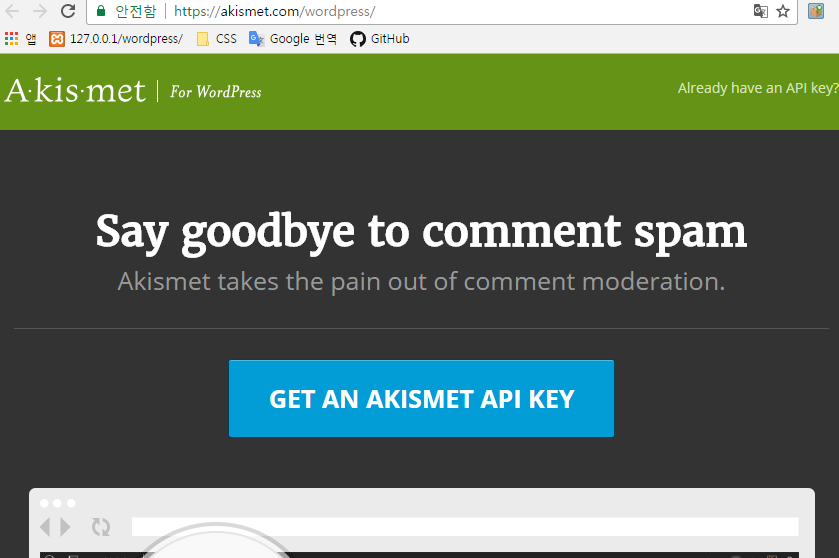 안전함 https://akismet.com/wordpress/
앱 127.0.0.1/wordpress/ CSS Google 번역 GitHub
A·kis·met For WordPress Already have an API key?
Say goodbye to comment spam
Akismet takes the pain out of comment moderation.
GET AN AKISMET API KEY